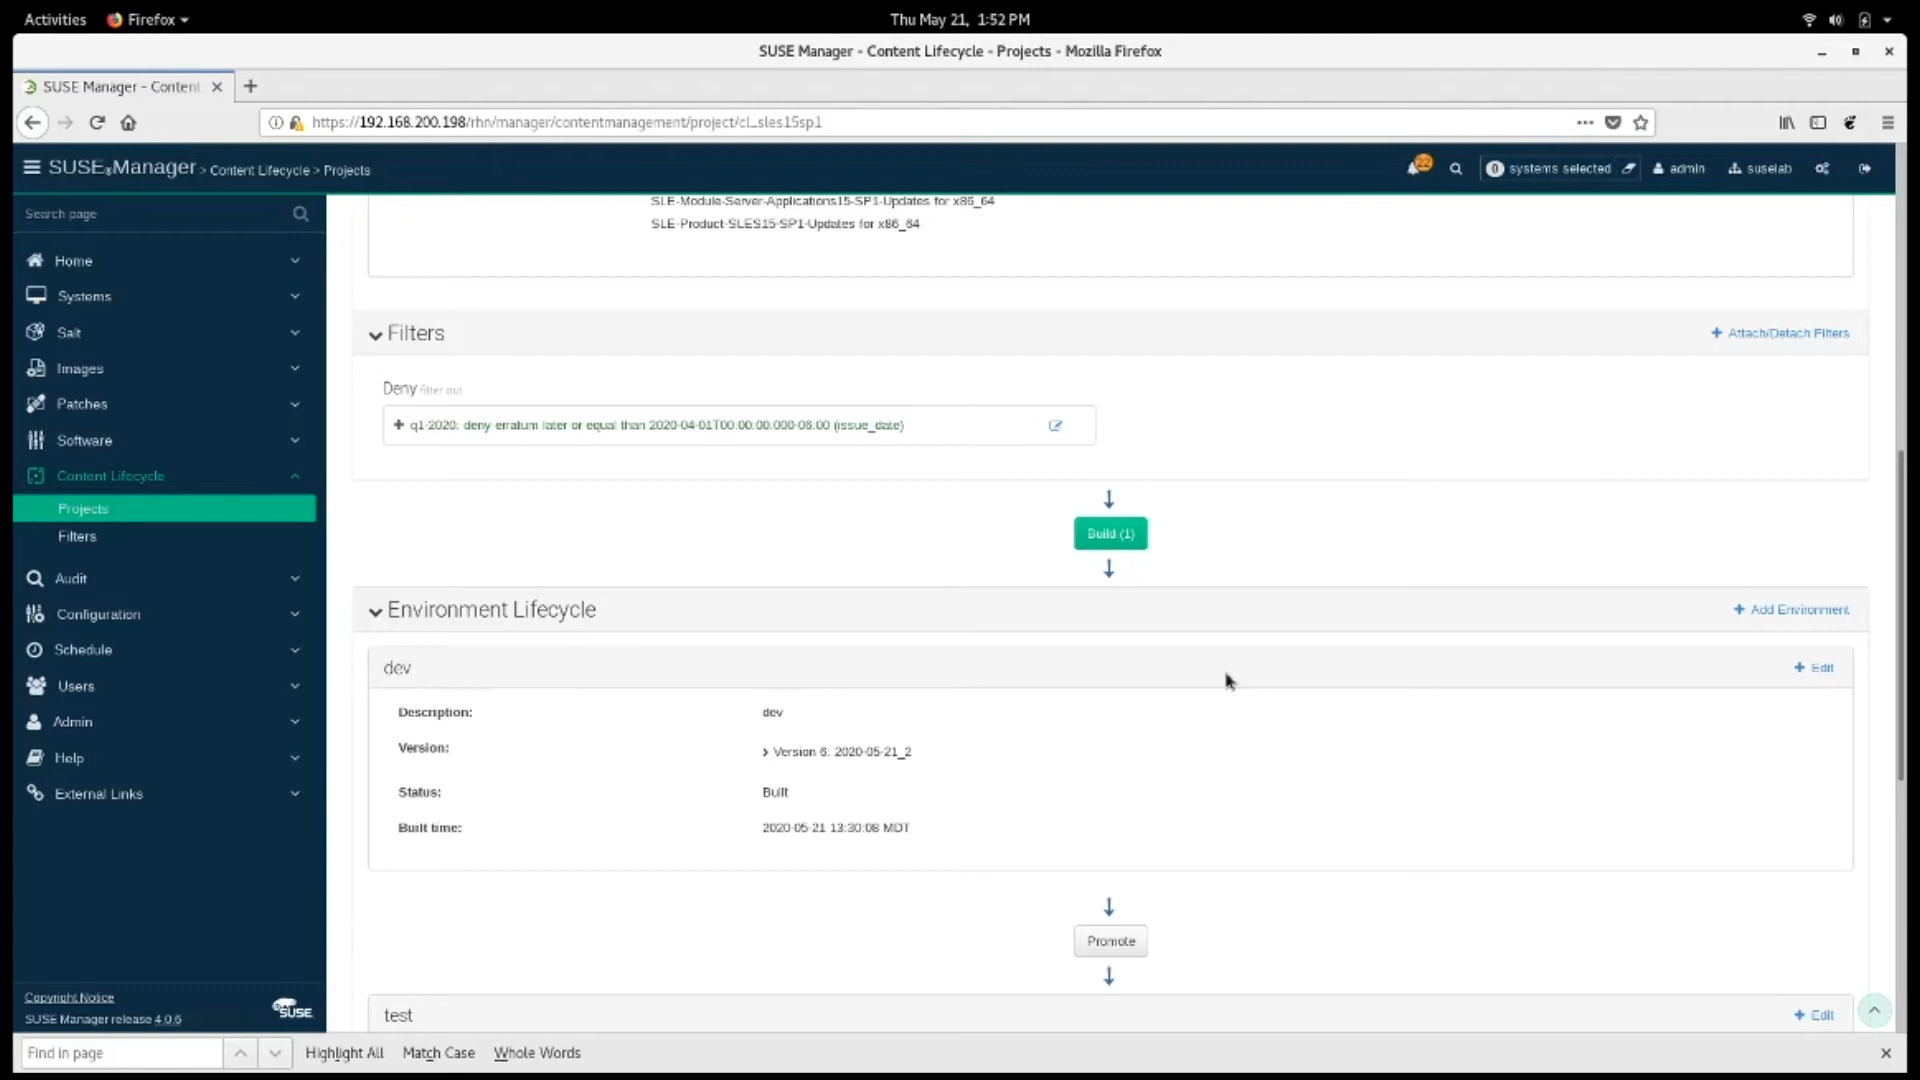 Activities Firefox Thu May 21, 1:52 PM
SUSE Manager - Content Lifecycle - Projects - Mozilla Firefox
SUSE Manager - Content
https://192.168.200.198/rhn/manager/contentmanagement/project/cl_sles15sp1
SUSE Manager > Content Lifecycle > Projects 22 0 systems selected admin suselab
Search page
Home
Systems
Salt
Images
Patches
Software
Content Lifecycle
Projects
Filters
Audit
Configuration
Schedule
Users
Admin
Help
External Links
Copyright Notice
SUSE Manager release 4.0.6
SUSE
SLE-Module-Server-Applications15-SP1-Updates for x86_64
SLE-Product-SLES15-SP1-Updates for x86_64
Filters + Attach/Detach Filters
Deny filter out
+ q1-2020: deny erratum later or equal than 2020-04-01T00:00:00.000-06:00 (issue_date)
Build (1)
Environment Lifecycle + Add Environment
dev + Edit
Description: dev
Version: Version 6: 2020-05-21_2
Status: Built
Built time: 2020-05-21 13:30:08 MDT
Promote
test + Edit
Find in page Highlight All Match Case Whole Words